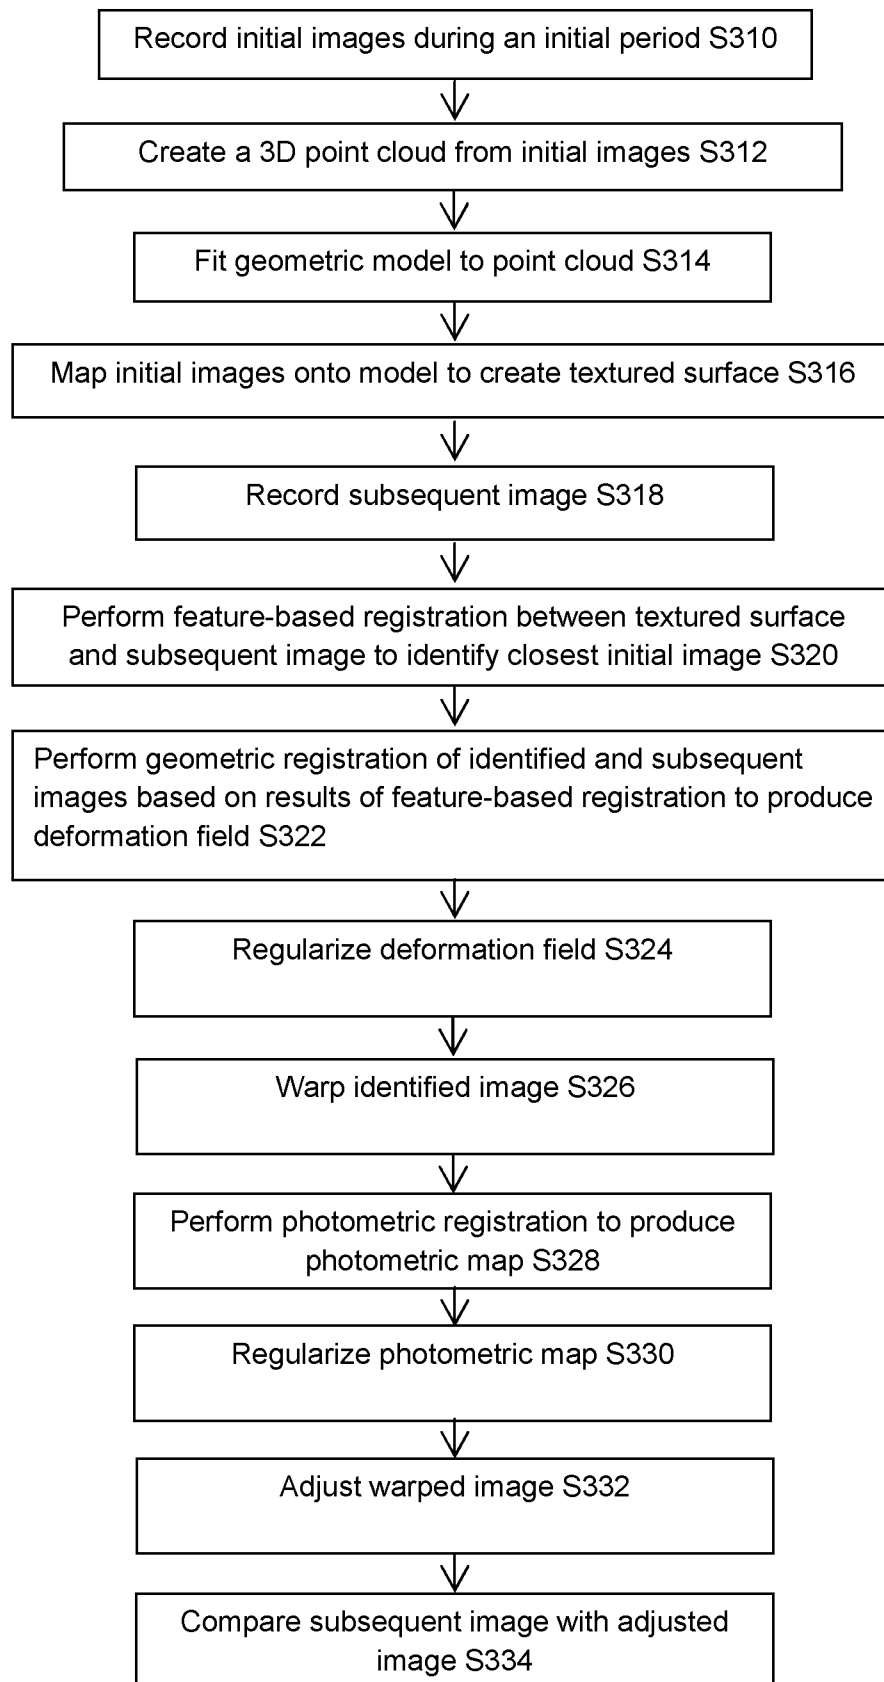 Record initial images during an initial period S310
Create a 3D point cloud from initial images S312
Fit geometric model to point cloud S314
Map initial images onto model to create textured surface S316
Record subsequent image S318
Perform feature-based registration between textured surface
and subsequent image to identify closest initial image S320
Perform geometric registration of identified and subsequent
images based on results of feature-based registration to produce
deformation field S322
Regularize deformation field S324
Warp identified image S326
Perform photometric registration to produce
photometric map S328
Regularize photometric map S330
Adjust warped image S332
Compare subsequent image with adjusted
image S334